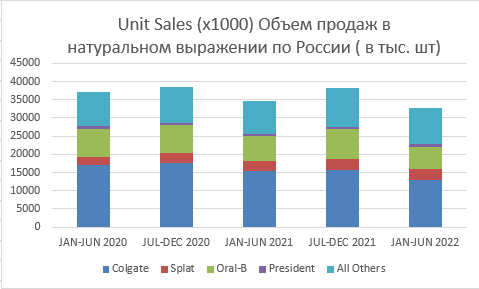 Unit Sales (x1000) Объем продаж в
натуральном выражении по России ( в тыс. шт)
45000
40000
35000
30000
25000
20000
15000
10000
5000
0
JAN-JUN 2020 JUL-DEC 2020 JAN-JUN 2021 JUL-DEC 2021 JAN-JUN 2022
Colgate Splat Oral-B President All Others